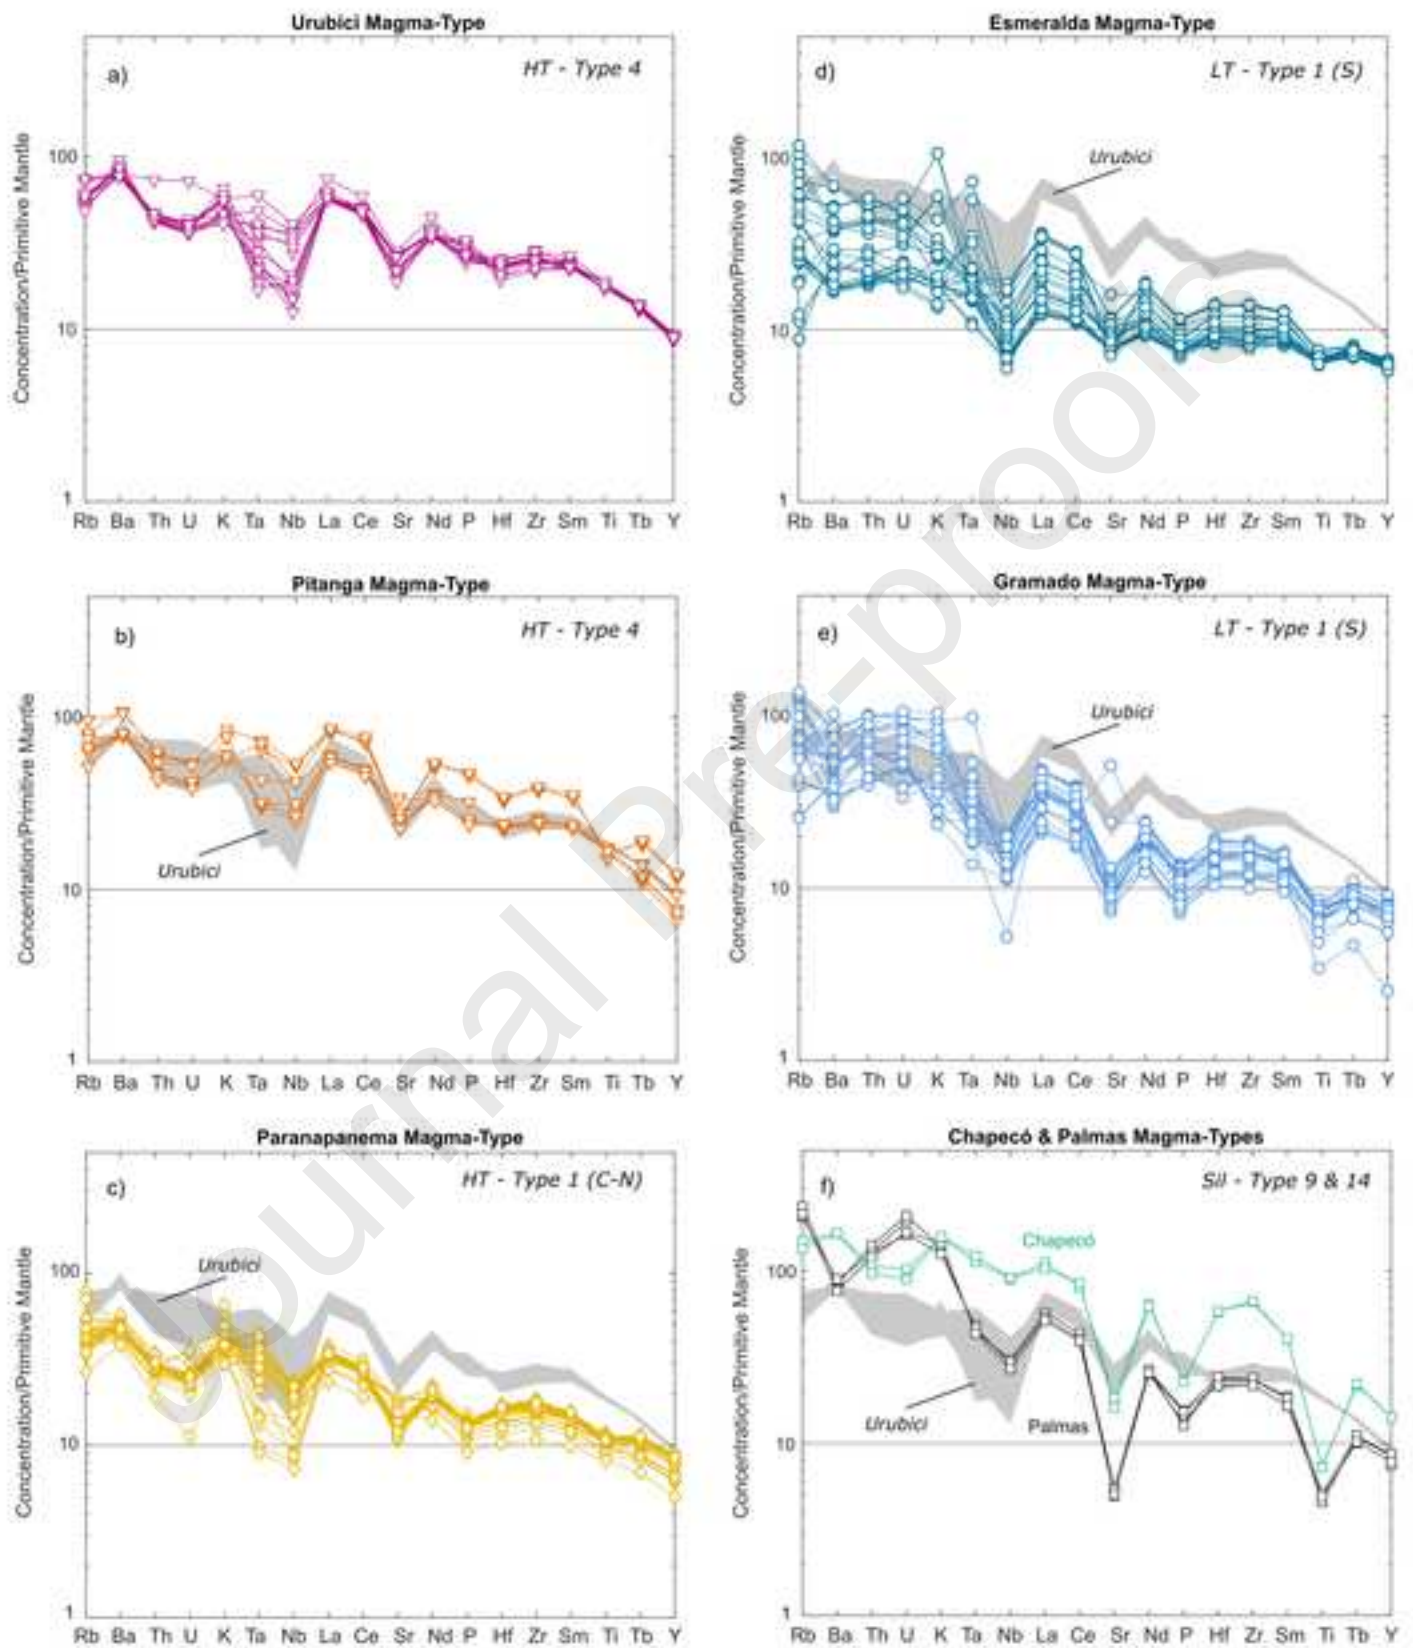 Urubici Magma-Type
a)
HT - Type 4
Concentration/Primitive Mantle
100
10
1
Rb Ba Th U K Ta Nb La Ce Sr Nd P Hf Zr Sm Ti Tb Y
Esmeralda Magma-Type
d)
LT - Type 1 (S)
Urubici
Concentration/Primitive Mantle
100
10
1
Rb Ba Th U K Ta Nb La Ce Sr Nd P Hf Zr Sm Ti Tb Y
Pitanga Magma-Type
b)
HT - Type 4
Urubici
Concentration/Primitive Mantle
100
10
1
Rb Ba Th U K Ta Nb La Ce Sr Nd P Hf Zr Sm Ti Tb Y
Gramado Magma-Type
e)
LT - Type 1 (S)
Urubici
Concentration/Primitive Mantle
100
10
1
Rb Ba Th U K Ta Nb La Ce Sr Nd P Hf Zr Sm Ti Tb Y
Paranapanema Magma-Type
c)
HT - Type 1 (C-N)
Urubici
Concentration/Primitive Mantle
100
10
1
Rb Ba Th U K Ta Nb La Ce Sr Nd P Hf Zr Sm Ti Tb Y
Chapecó & Palmas Magma-Types
f)
Sil - Type 9 & 14
Chapecó
Urubici
Palmas
Concentration/Primitive Mantle
100
10
1
Rb Ba Th U K Ta Nb La Ce Sr Nd P Hf Zr Sm Ti Tb Y
Journal Pre-proofs